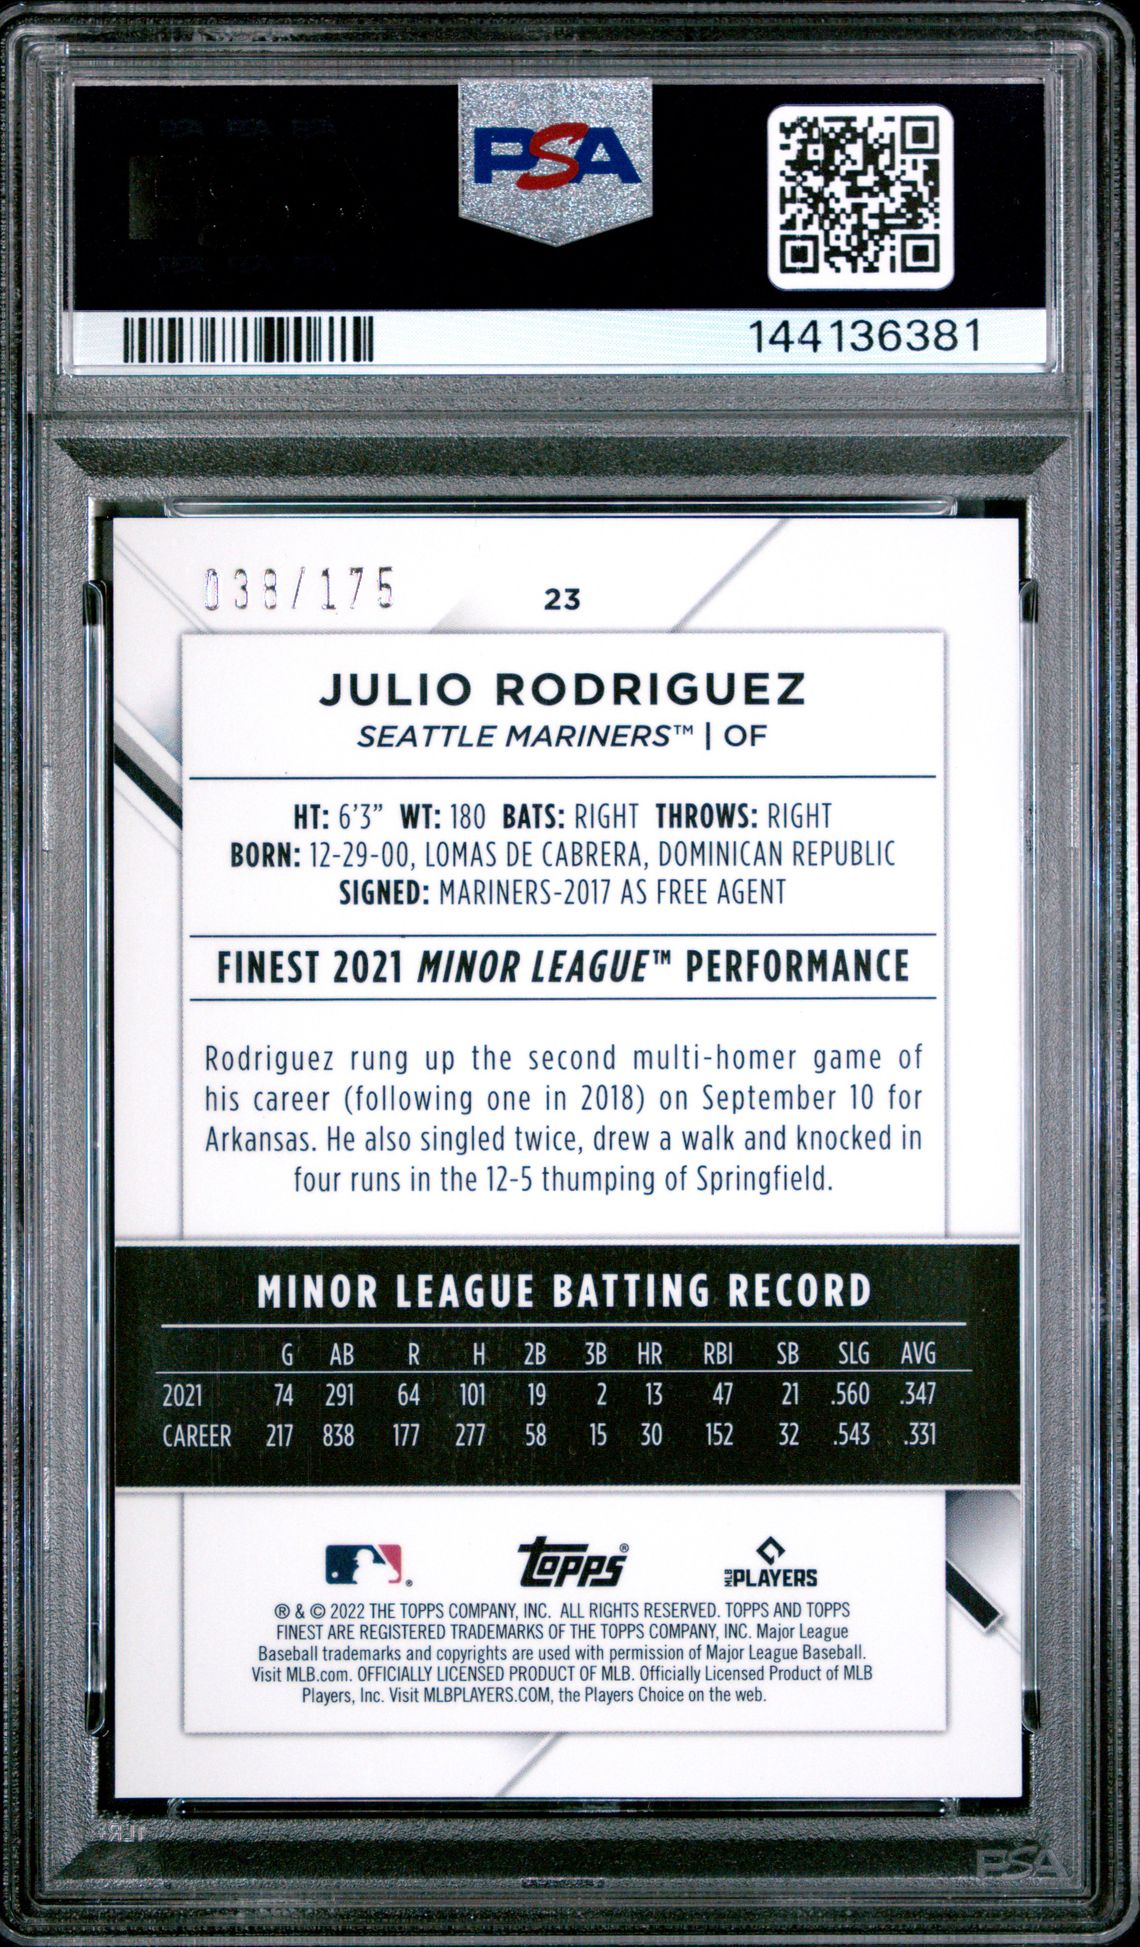 PSA
144136381
038/175
23
JULIO RODRIGUEZ
SEATTLE MARINERS™ | OF
HT: 6'3” WT: 180 BATS: RIGHT THROWS: RIGHT
BORN: 12-29-00, LOMAS DE CABRERA, DOMINICAN REPUBLIC
SIGNED: MARINERS-2017 AS FREE AGENT
FINEST 2021 MINOR LEAGUE™ PERFORMANCE
Rodriguez rung up the second multi-homer game of
his career (following one in 2018) on September 10 for
Arkansas. He also singled twice, drew a walk and knocked in
four runs in the 12-5 thumping of Springfield.
MINOR LEAGUE BATTING RECORD
G AB R H 2B 3B HR RBI SB SLG AVG
2021 74 291 64 101 19 2 13 47 21 .560 .347
CAREER 217 838 177 277 58 15 30 152 32 .543 .331
Topps® MLB PLAYERS
® & © 2022 THE TOPPS COMPANY, INC. ALL RIGHTS RESERVED. TOPPS AND TOPPS
FINEST ARE REGISTERED TRADEMARKS OF THE TOPPS COMPANY, INC. Major League
Baseball trademarks and copyrights are used with permission of Major League Baseball.
Visit MLB.com. OFFICIALLY LICENSED PRODUCT OF MLB. Officially Licensed Product of MLB
Players, Inc. Visit MLBPLAYERS.COM, the Players Choice on the web.
PSA